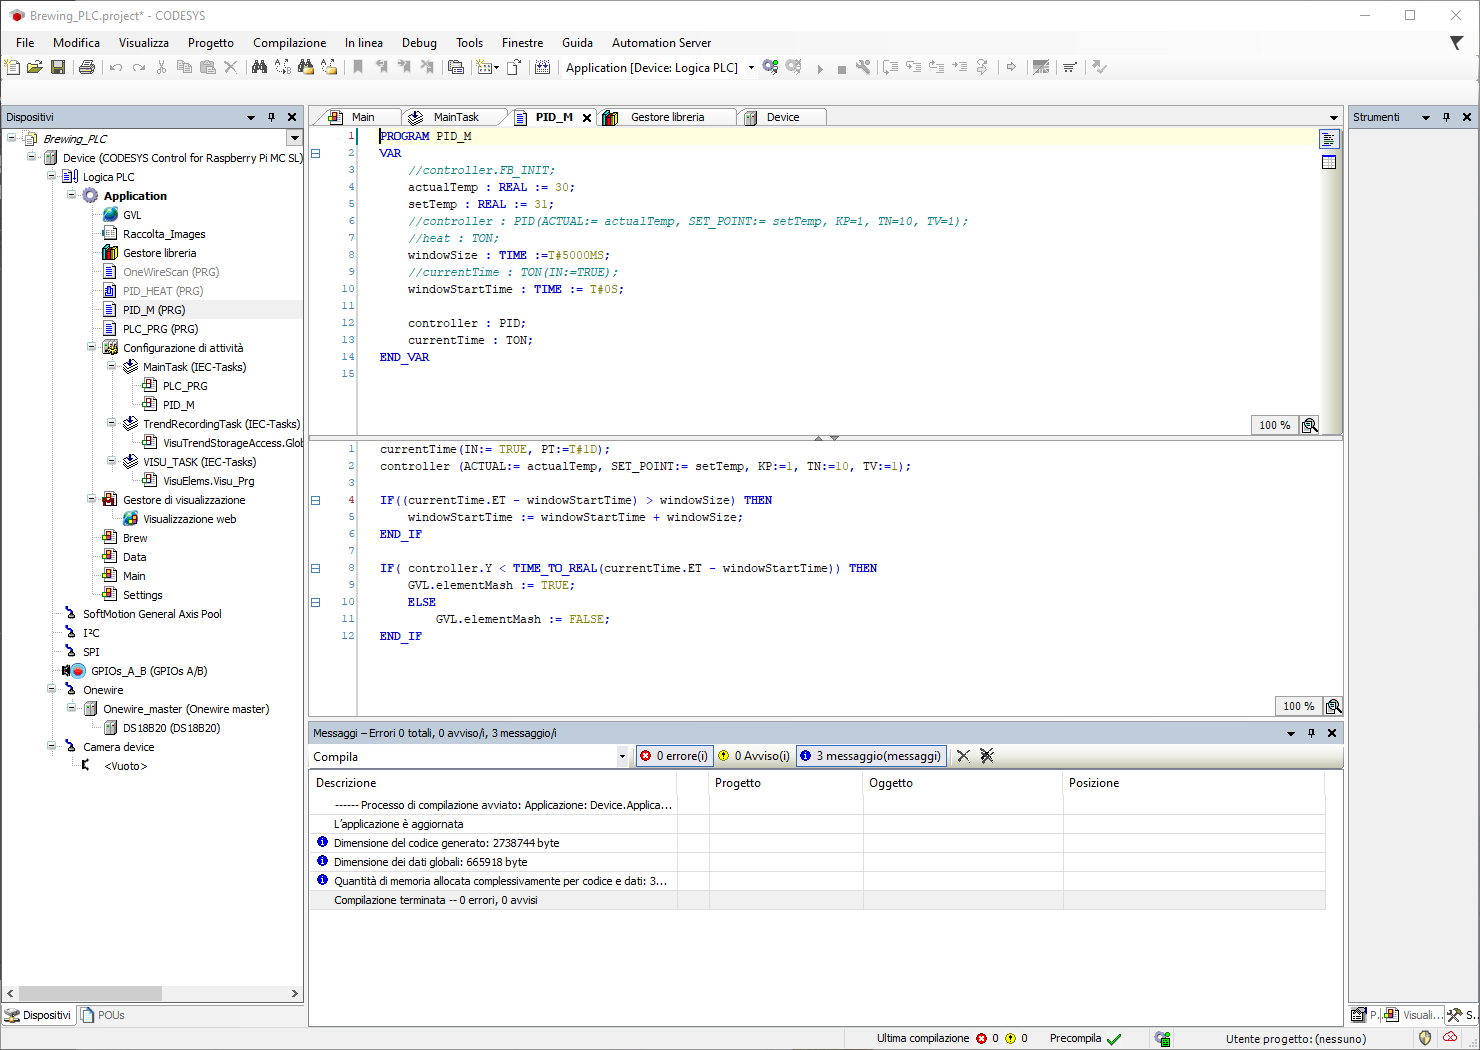 Brewing_PLC.project* - CODESYS
File Modifica Visualizza Progetto Compilazione In linea Debug Tools Finestre Guida Automation Server
Application [Device: Logica PLC]
Dispositivi
Brewing_PLC
Device (CODESYS Control for Raspberry Pi MC SL)
Logica PLC
Application
GVL
Raccolta_Images
Gestore libreria
OneWireScan (PRG)
PID_HEAT (PRG)
PID_M (PRG)
PLC_PRG (PRG)
Configurazione di attività
MainTask (IEC-Tasks)
PLC_PRG
PID_M
TrendRecordingTask (IEC-Tasks)
VisuTrendStorageAccess.Glob
VISU_TASK (IEC-Tasks)
VisuElems.Visu_Prg
Gestore di visualizzazione
Visualizzazione web
Brew
Data
Main
Settings
SoftMotion General Axis Pool
I²C
SPI
GPIOs_A_B (GPIOs A/B)
Onewire
Onewire_master (Onewire master)
DS18B20 (DS18B20)
Camera device
<Vuoto>
Dispositivi POUs
Main MainTask PID_M Gestore libreria Device
1 PROGRAM PID_M
2 VAR
3 //controller.FB_INIT;
4 actualTemp : REAL := 30;
5 setTemp : REAL := 31;
6 //controller : PID(ACTUAL:= actualTemp, SET_POINT:= setTemp, KP=1, TN=10, TV=1);
7 //heat : TON;
8 windowSize : TIME :=T#5000MS;
9 //currentTime : TON(IN:=TRUE);
10 windowStartTime : TIME := T#0S;
11
12 controller : PID;
13 currentTime : TON;
14 END_VAR
15
100 %
1 currentTime(IN:= TRUE, PT:=T#1D);
2 controller (ACTUAL:= actualTemp, SET_POINT:= setTemp, KP:=1, TN:=10, TV:=1);
3
4 IF((currentTime.ET - windowStartTime) > windowSize) THEN
5 windowStartTime := windowStartTime + windowSize;
6 END_IF
7
8 IF( controller.Y < TIME_TO_REAL(currentTime.ET - windowStartTime)) THEN
9 GVL.elementMash := TRUE;
10 ELSE
11 GVL.elementMash := FALSE;
12 END_IF
100 %
Messaggi – Errori 0 totali, 0 avviso/i, 3 messaggio/i
Compila 0 errore(i) 0 Avviso(i) 3 messaggio(messaggi)
Descrizione Progetto Oggetto Posizione
------ Processo di compilazione avviato: Applicazione: Device.Applica...
L'applicazione è aggiornata
Dimensione del codice generato: 2738744 byte
Dimensione dei dati globali: 665918 byte
Quantità di memoria allocata complessivamente per codice e dati: 3...
Compilazione terminata -- 0 errori, 0 avvisi
Strumenti
P... Visuali... S...
Ultima compilazione 0 0 Precompila Utente progetto: (nessuno)